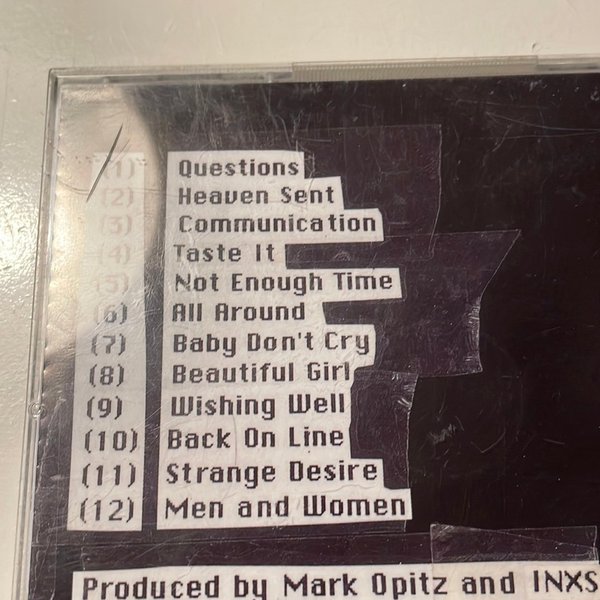 (1) Questions
(2) Heaven Sent
(3) Communication
(4) Taste It
(5) Not Enough Time
(6) All Around
(7) Baby Don't Cry
(8) Beautiful Girl
(9) Wishing Well
(10) Back On Line
(11) Strange Desire
(12) Men and Women
Produced by Mark Opitz and INXS